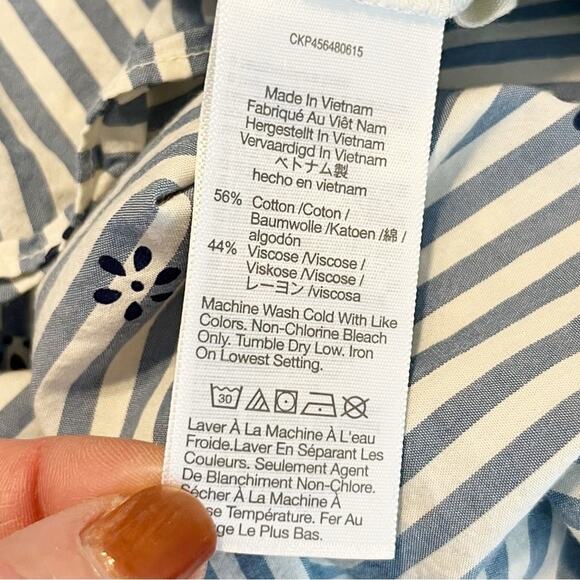 CKP456480615
Made In Vietnam
Fabriqué Au Viêt Nam
Hergestellt In Vietnam
Vervaardigd In Vietnam
ベトナム製
hecho en vietnam
56% Cotton /Coton /
Baumwolle /Katoen /綿 /
algodón
44% Viscose /Viscose /
Viskose /Viscose /
レーヨン /viscosa
Machine Wash Cold With Like
Colors. Non-Chlorine Bleach
Only. Tumble Dry Low. Iron
On Lowest Setting.
30
Laver À La Machine À L'eau
Froide.Laver En Séparant Les
Couleurs. Seulement Agent
De Blanchiment Non-Chlore.
Sécher À La Machine À
Température. Fer Au
Le Plus Bas.